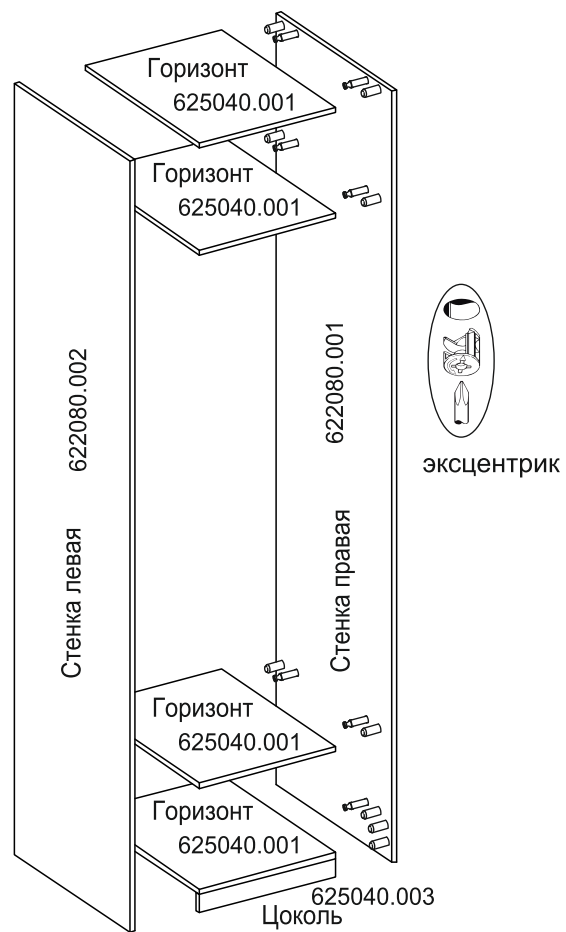 Горизонт
625040.001
Горизонт
625040.001
622080.002
Стенка левая
622080.001
Стенка правая
эксцентрик
Горизонт
625040.001
Горизонт
625040.001
625040.003
Цоколь